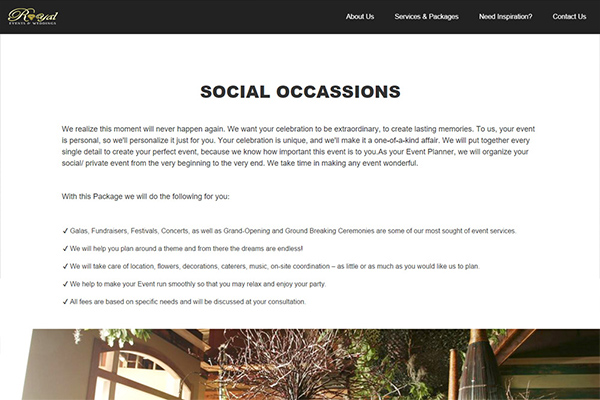 Royal
EVENTS & WEDDINGS
About Us
Services & Packages
Need Inspiration?
Contact Us
SOCIAL OCCASSIONS
We realize this moment will never happen again. We want your celebration to be extraordinary, to create lasting memories. To us, your event
is personal, so we'll personalize it just for you. Your celebration is unique, and we'll make it a one-of-a-kind affair. We will put together every
single detail to create your perfect event, because we know how important this event is to you.As your Event Planner, we will organize your
social/ private event from the very beginning to the very end. We take time in making any event wonderful.
With this Package we will do the following for you:
✓ Galas, Fundraisers, Festivals, Concerts, as well as Grand-Opening and Ground Breaking Ceremonies are some of our most sought of event services.
✓ We will help you plan around a theme and from there the dreams are endless!
✓ We will take care of location, flowers, decorations, caterers, music, on-site coordination – as little or as much as you would like us to plan.
✓ We help to make your Event run smoothly so that you may relax and enjoy your party.
✓ All fees are based on specific needs and will be discussed at your consultation.